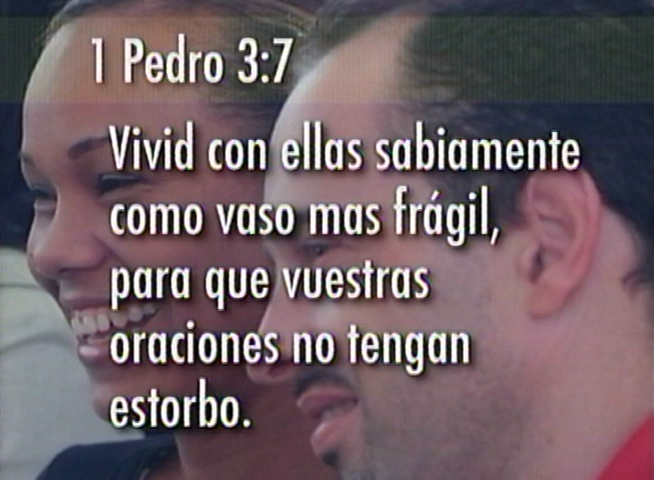 1 Pedro 3:7
Vivid con ellas sabiamente
como vaso mas frágil,
para que vuestras
oraciones no tengan
estorbo.